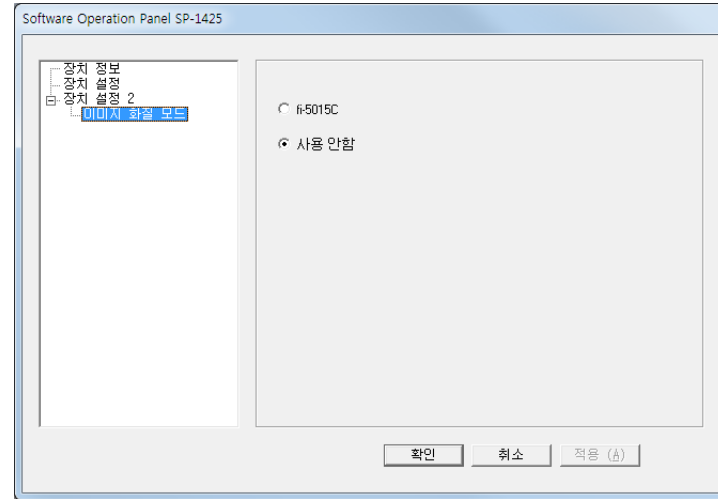 Software Operation Panel SP-1425
장치 정보
장치 설정
장치 설정 2
이미지 화질 모드
fi-5015C
사용 안함
확인
취소
적용 (A)